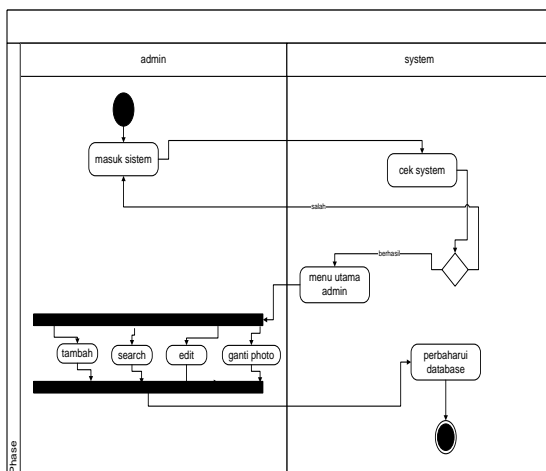 admin
system
masuk sistem
cek system
salah
berhasil
menu utama
admin
tambah
search
edit
ganti photo
perbaharui
database
Phase